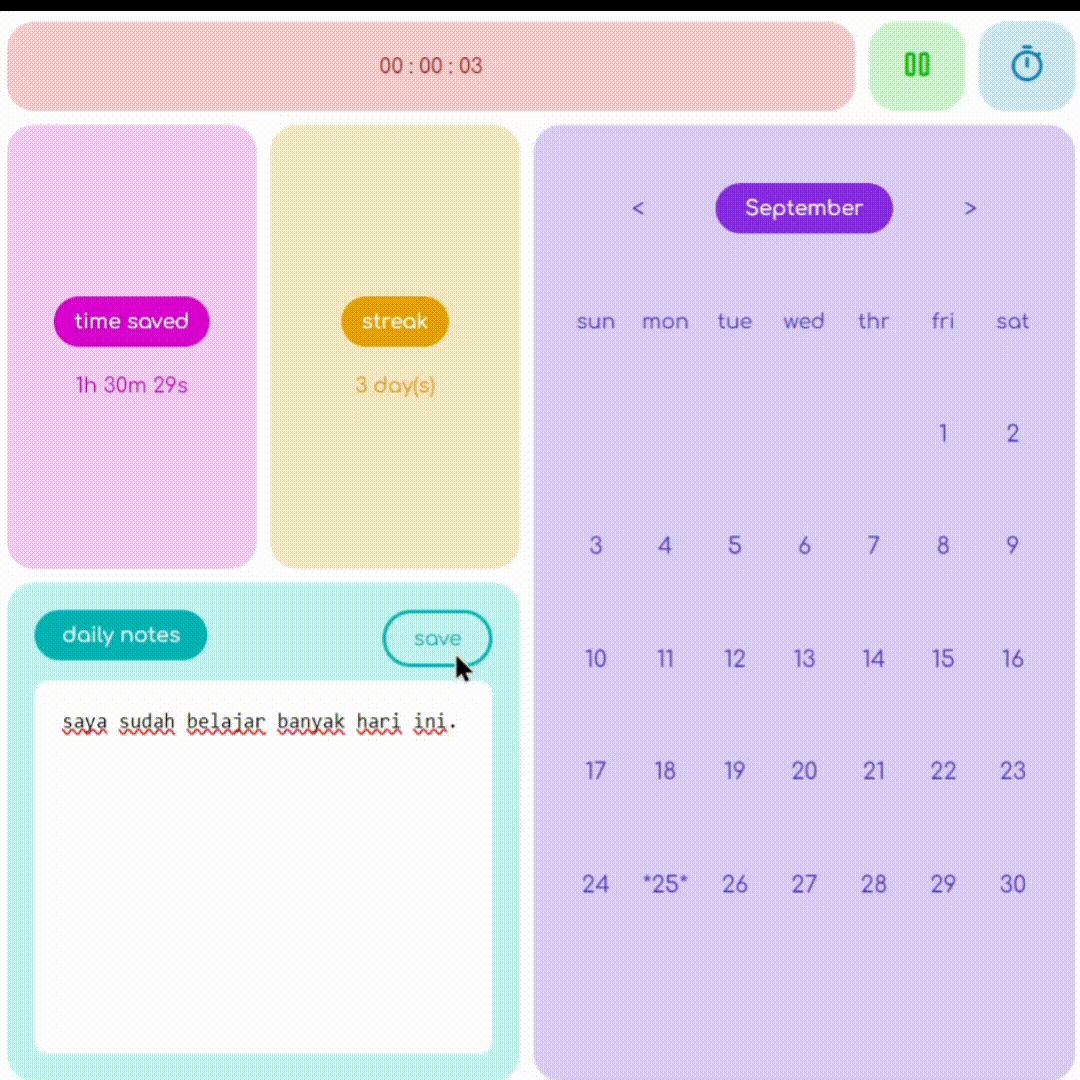 00 : 00 : 03
time saved
1h 30m 29s
streak
3 day(s)
daily notes
save
saya sudah belajar banyak hari ini.
< September >
sun mon tue wed thr fri sat
1 2
3 4 5 6 7 8 9
10 11 12 13 14 15 16
17 18 19 20 21 22 23
24 *25* 26 27 28 29 30